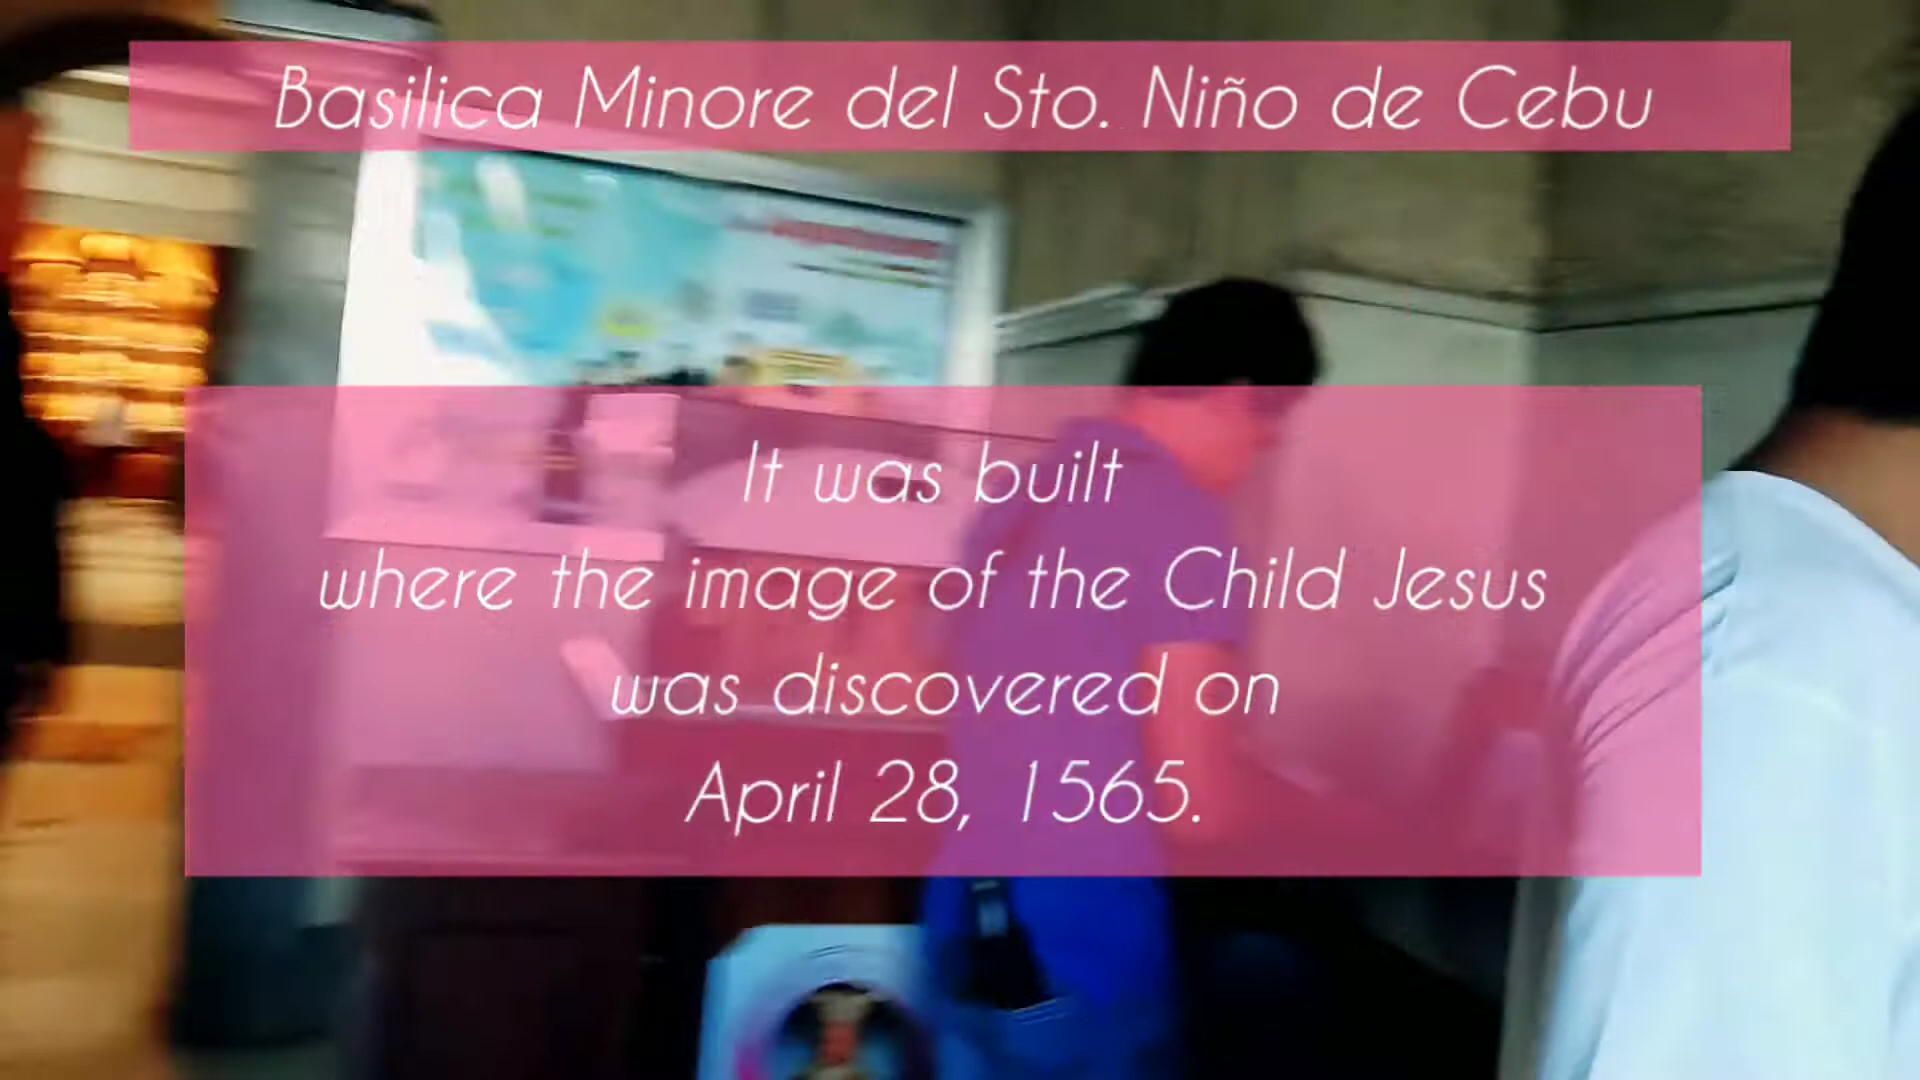 Basilica Minore del Sto. Niño de Cebu
It was built
where the image of the Child Jesus
was discovered on
April 28, 1565.